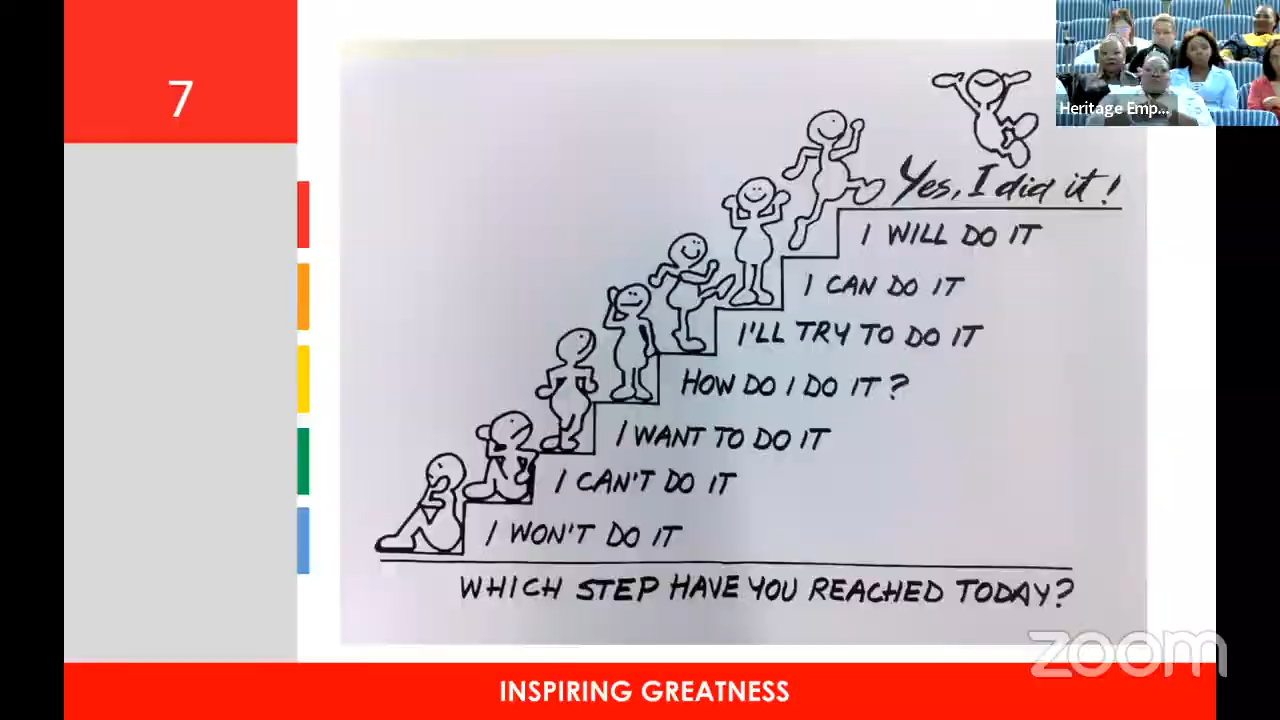 7
Heritage Emp...
Yes, I did it!
I WILL DO IT
I CAN DO IT
I'LL TRY TO DO IT
HOW DO I DO IT?
I WANT TO DO IT
I CAN'T DO IT
I WON'T DO IT
WHICH STEP HAVE YOU REACHED TODAY?
zoom
INSPIRING GREATNESS